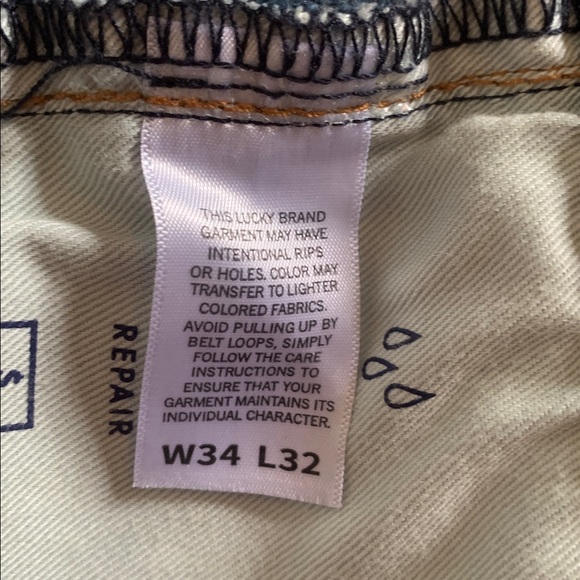 THIS LUCKY BRAND
GARMENT MAY HAVE
INTENTIONAL RIPS
OR HOLES. COLOR MAY
TRANSFER TO LIGHTER
COLORED FABRICS.
AVOID PULLING UP BY
BELT LOOPS, SIMPLY
FOLLOW THE CARE
INSTRUCTIONS TO
ENSURE THAT YOUR
GARMENT MAINTAINS ITS
INDIVIDUAL CHARACTER.
W34 L32
REPAIR